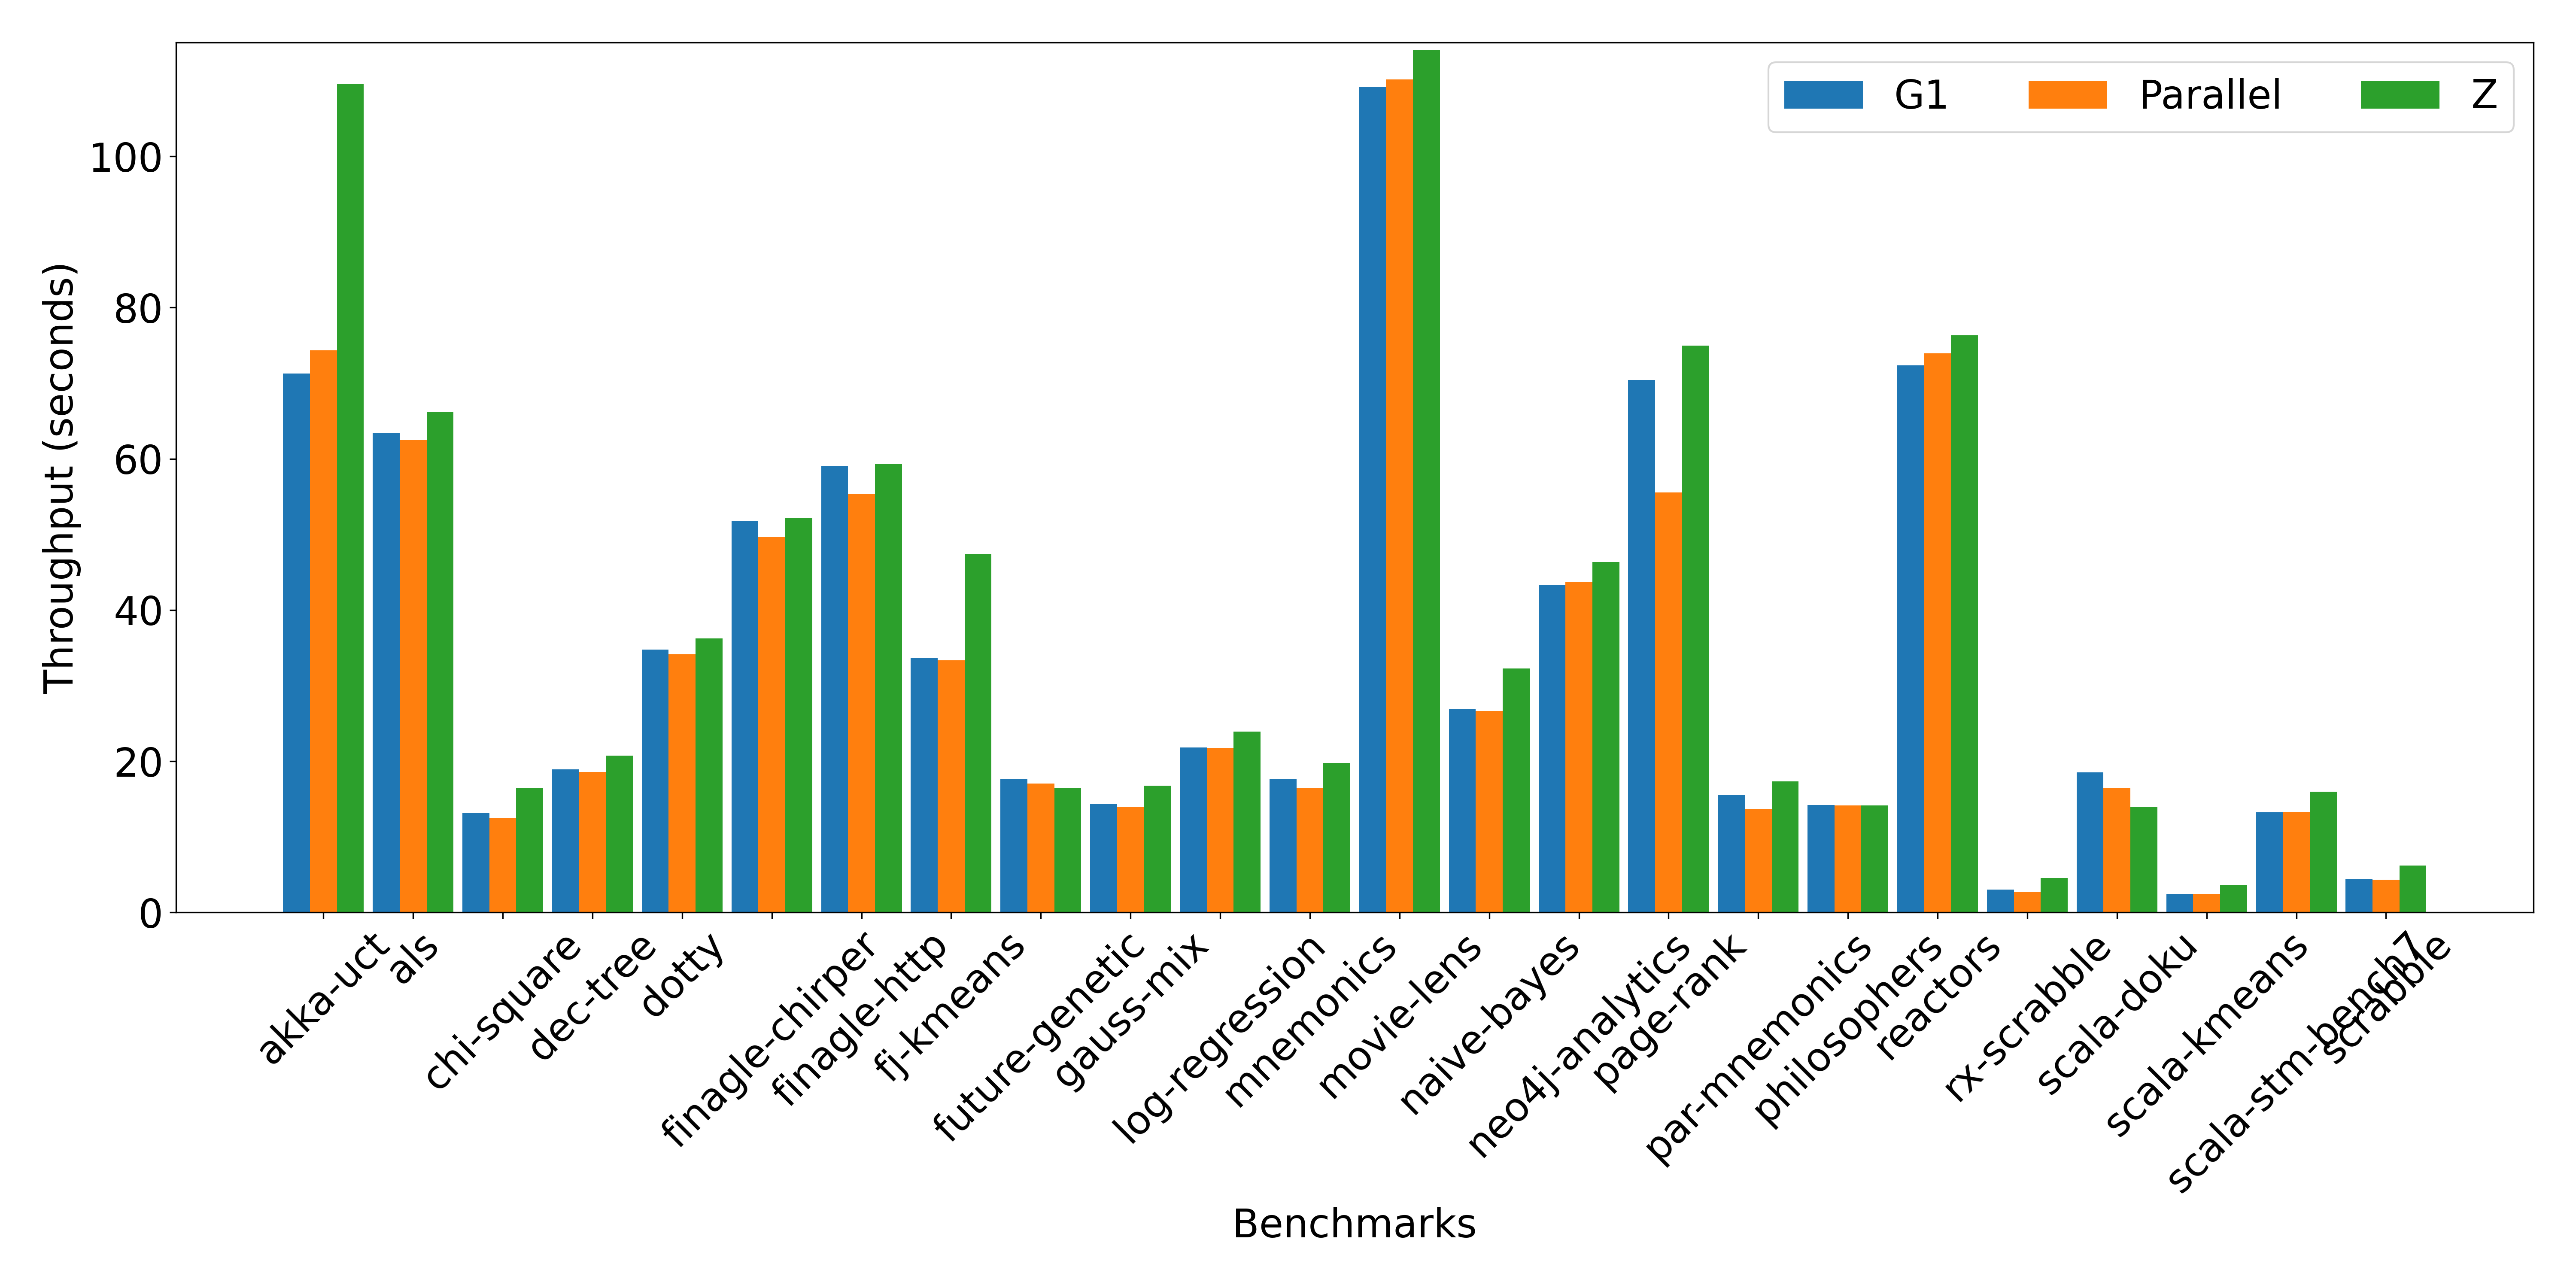 G1 Parallel Z
Throughput (seconds)
100
80
60
40
20
0
akka-uct
als
chi-square
dec-tree
dotty
finagle-chirper
finagle-http
fj-kmeans
future-genetic
gauss-mix
log-regression
mnemonics
movie-lens
naive-bayes
neo4j-analytics
page-rank
par-mnemonics
philosophers
reactors
rx-scrabble
scala-doku
scala-kmeans
scala-stm-bench7
scrabble
Benchmarks